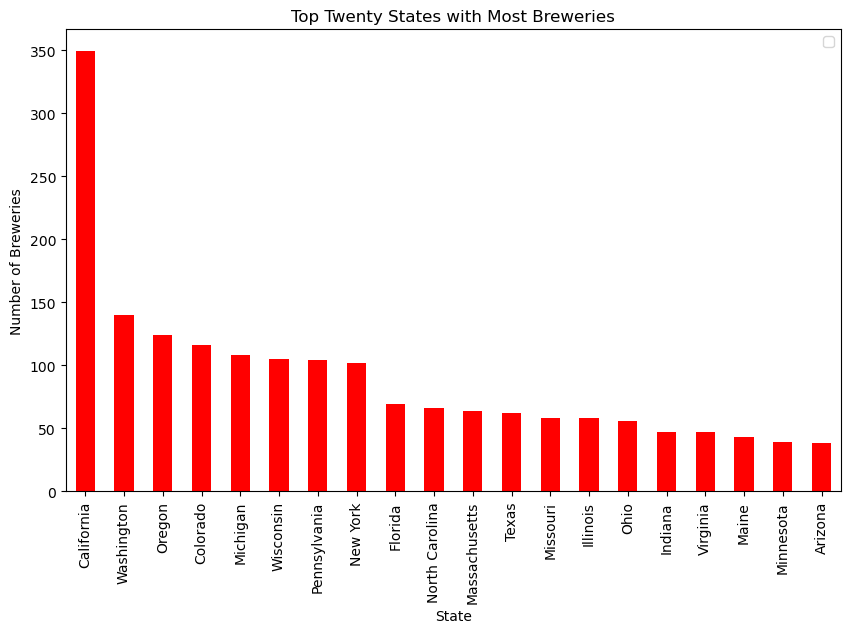 Top Twenty States with Most Breweries
Number of Breweries
350
300
250
200
150
100
50
0
California
Washington
Oregon
Colorado
Michigan
Wisconsin
Pennsylvania
New York
Florida
North Carolina
Massachusetts
Texas
Missouri
Illinois
Ohio
Indiana
Virginia
Maine
Minnesota
Arizona
State